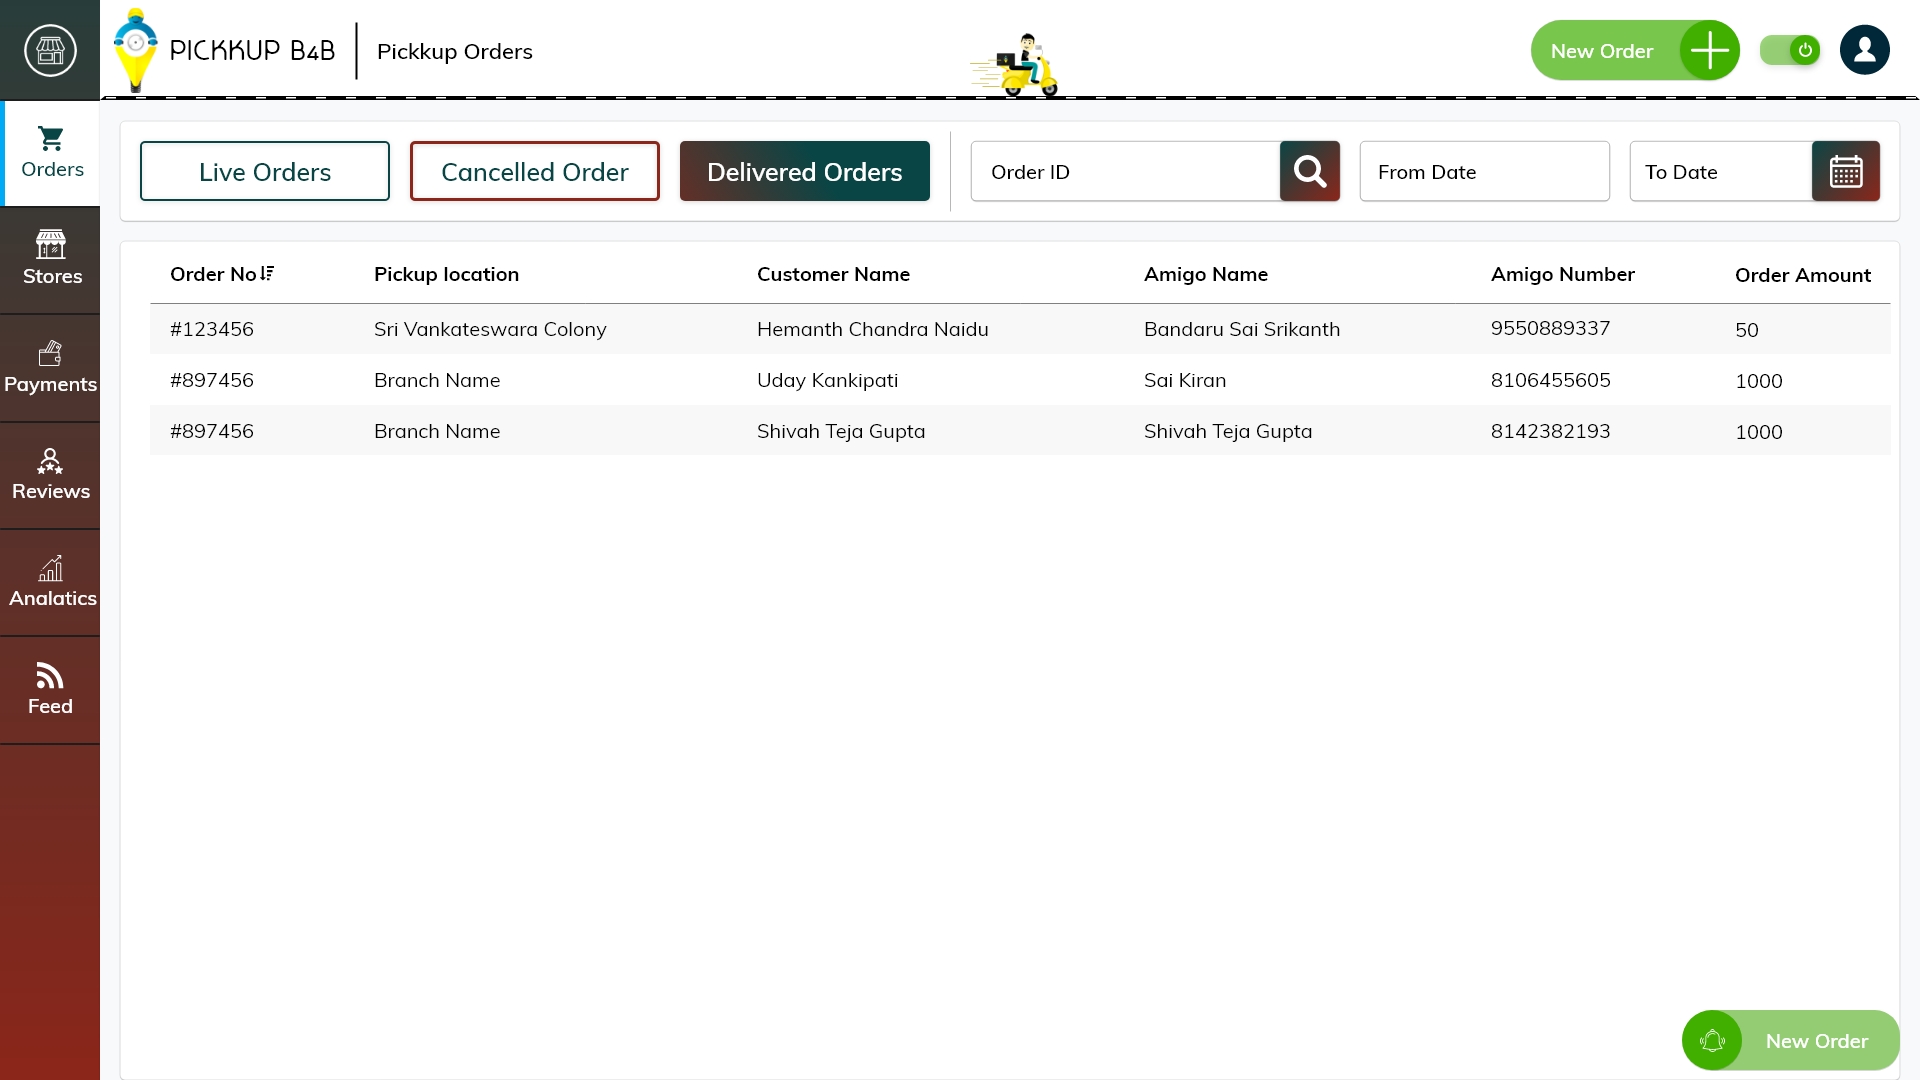 PICKKUP B4B
Pickkup Orders
New Order
Orders
Stores
Payments
Reviews
Analatics
Feed
Live Orders
Cancelled Order
Delivered Orders
Order ID
From Date
To Date
Order No Pickup location Customer Name Amigo Name Amigo Number Order Amount
#123456 Sri Vankateswara Colony Hemanth Chandra Naidu Bandaru Sai Srikanth 9550889337 50
#897456 Branch Name Uday Kankipati Sai Kiran 8106455605 1000
#897456 Branch Name Shivah Teja Gupta Shivah Teja Gupta 8142382193 1000
New Order